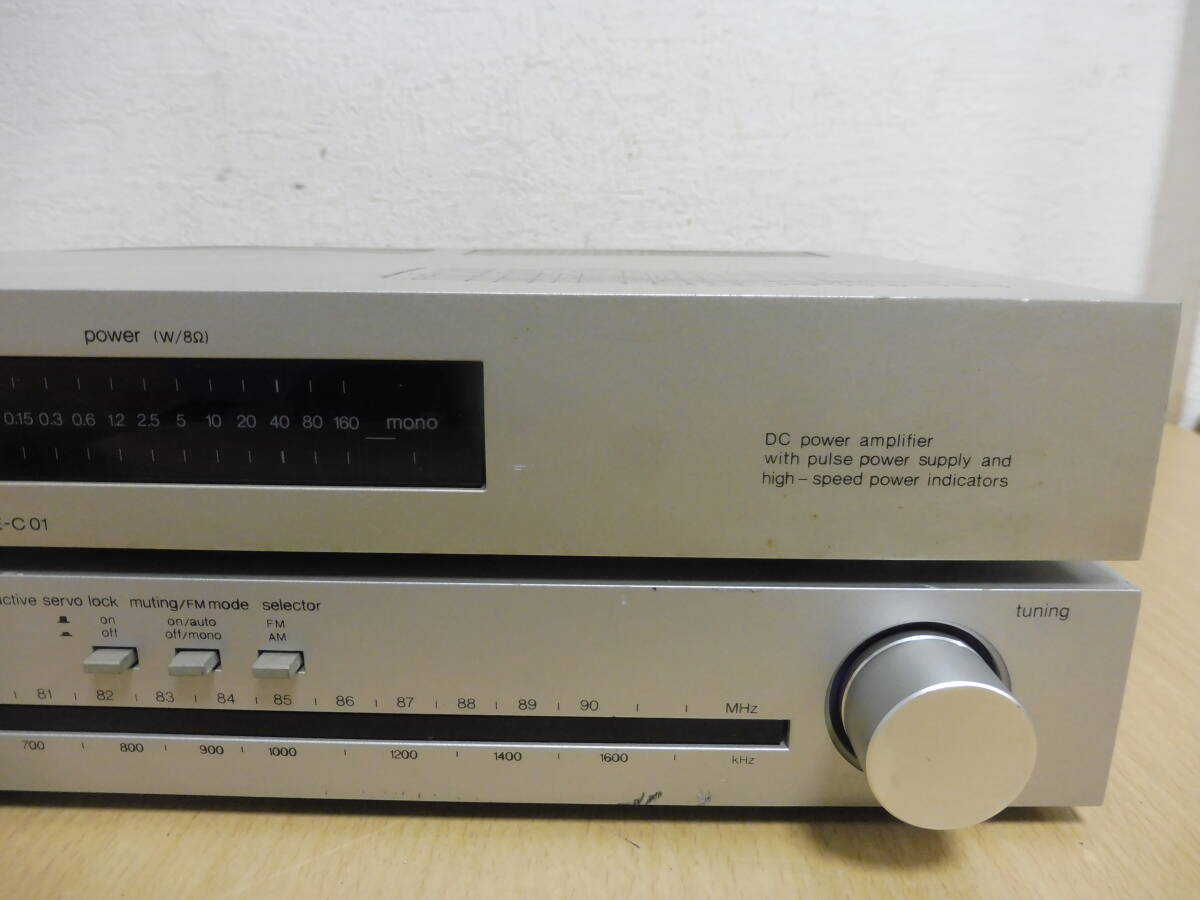 power (W/8Ω)
0.15 0.3 0.6 1.2 2.5 5 10 20 40 80 160 mono
DC power amplifier
with pulse power supply and
high-speed power indicators
E-C01
active servo lock muting/FM mode selector
on on/auto FM
off off/mono AM
tuning
81 82 83 84 85 86 87 88 89 90 MHz
700 800 900 1000 1200 1400 1600 kHz